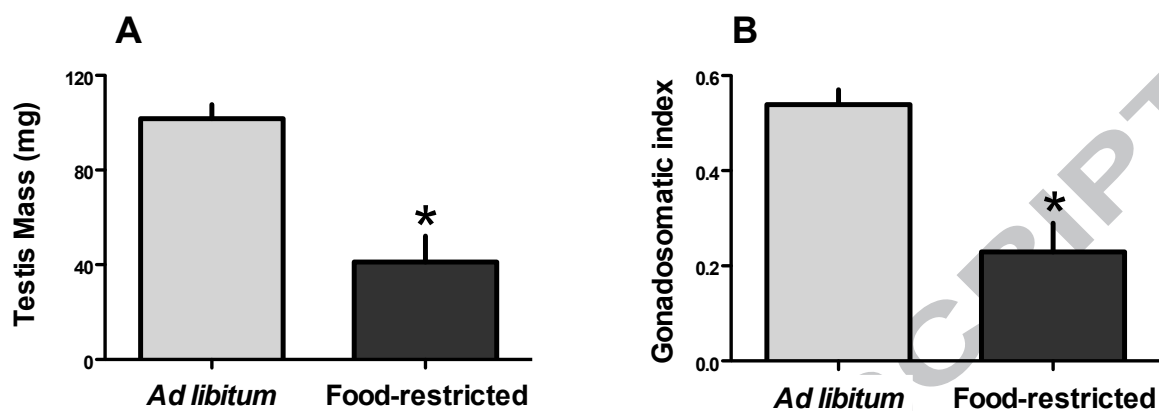 A
Testis Mass (mg)
120
80
40
0
*
Ad libitum Food-restricted
B
Gonadosomatic index
0.6
0.4
0.2
0.0
*
Ad libitum Food-restricted
CRIPT